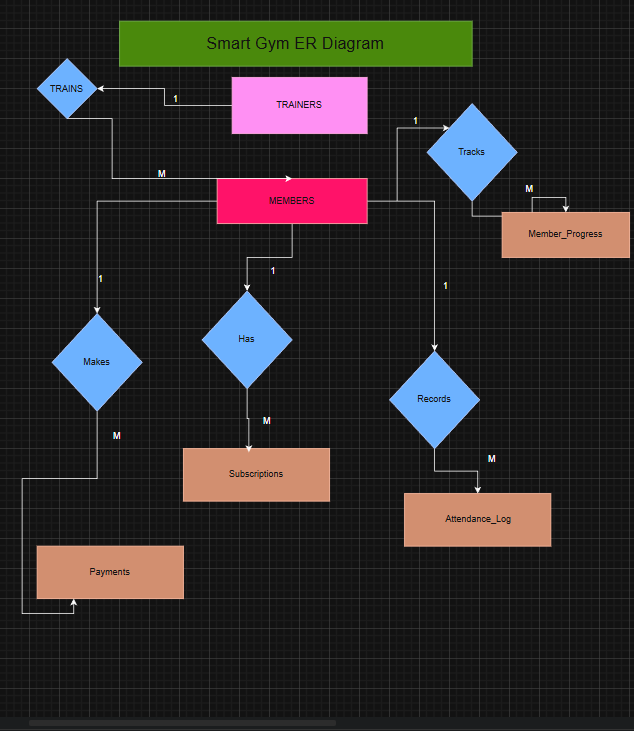 Smart Gym ER Diagram
TRAINS
1
TRAINERS
1
Tracks
M
M
MEMBERS
Member_Progress
1
1
1
Has
Makes
Records
M
M
M
Subscriptions
Attendance_Log
Payments